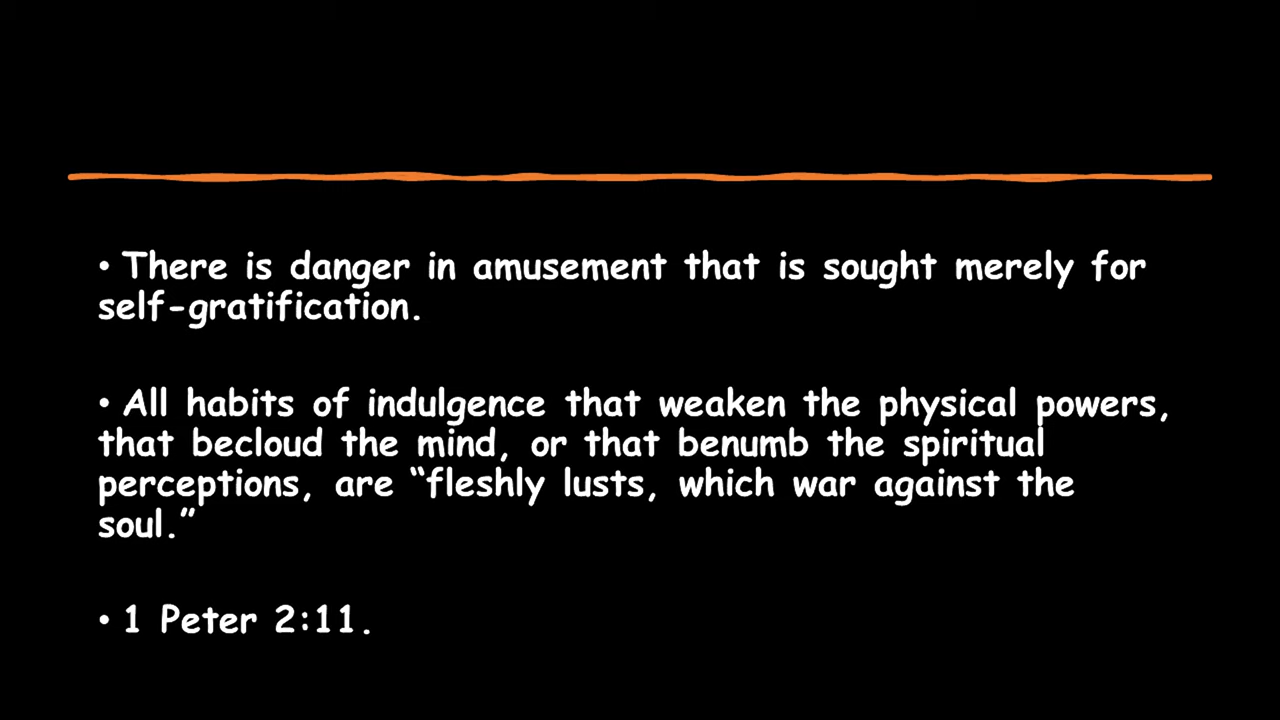 • There is danger in amusement that is sought merely for
self-gratification.
• All habits of indulgence that weaken the physical powers,
that becloud the mind, or that benumb the spiritual
perceptions, are “fleshly lusts, which war against the
soul.”
• 1 Peter 2:11.